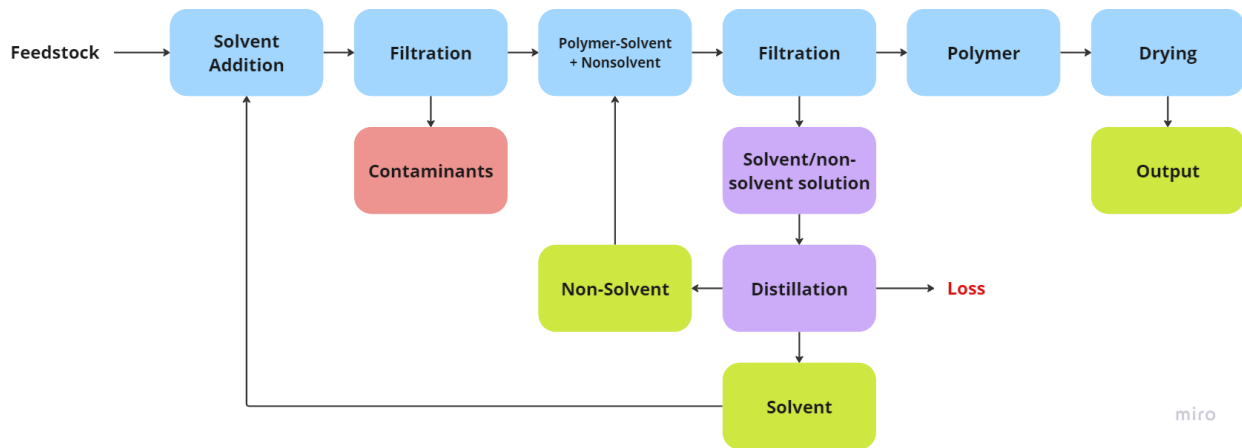 Feedstock
Solvent
Addition
Filtration
Polymer-Solvent
+ Nonsolvent
Filtration
Polymer
Drying
Contaminants
Solvent/non-
solvent solution
Output
Non-Solvent
Distillation
Loss
Solvent
miro